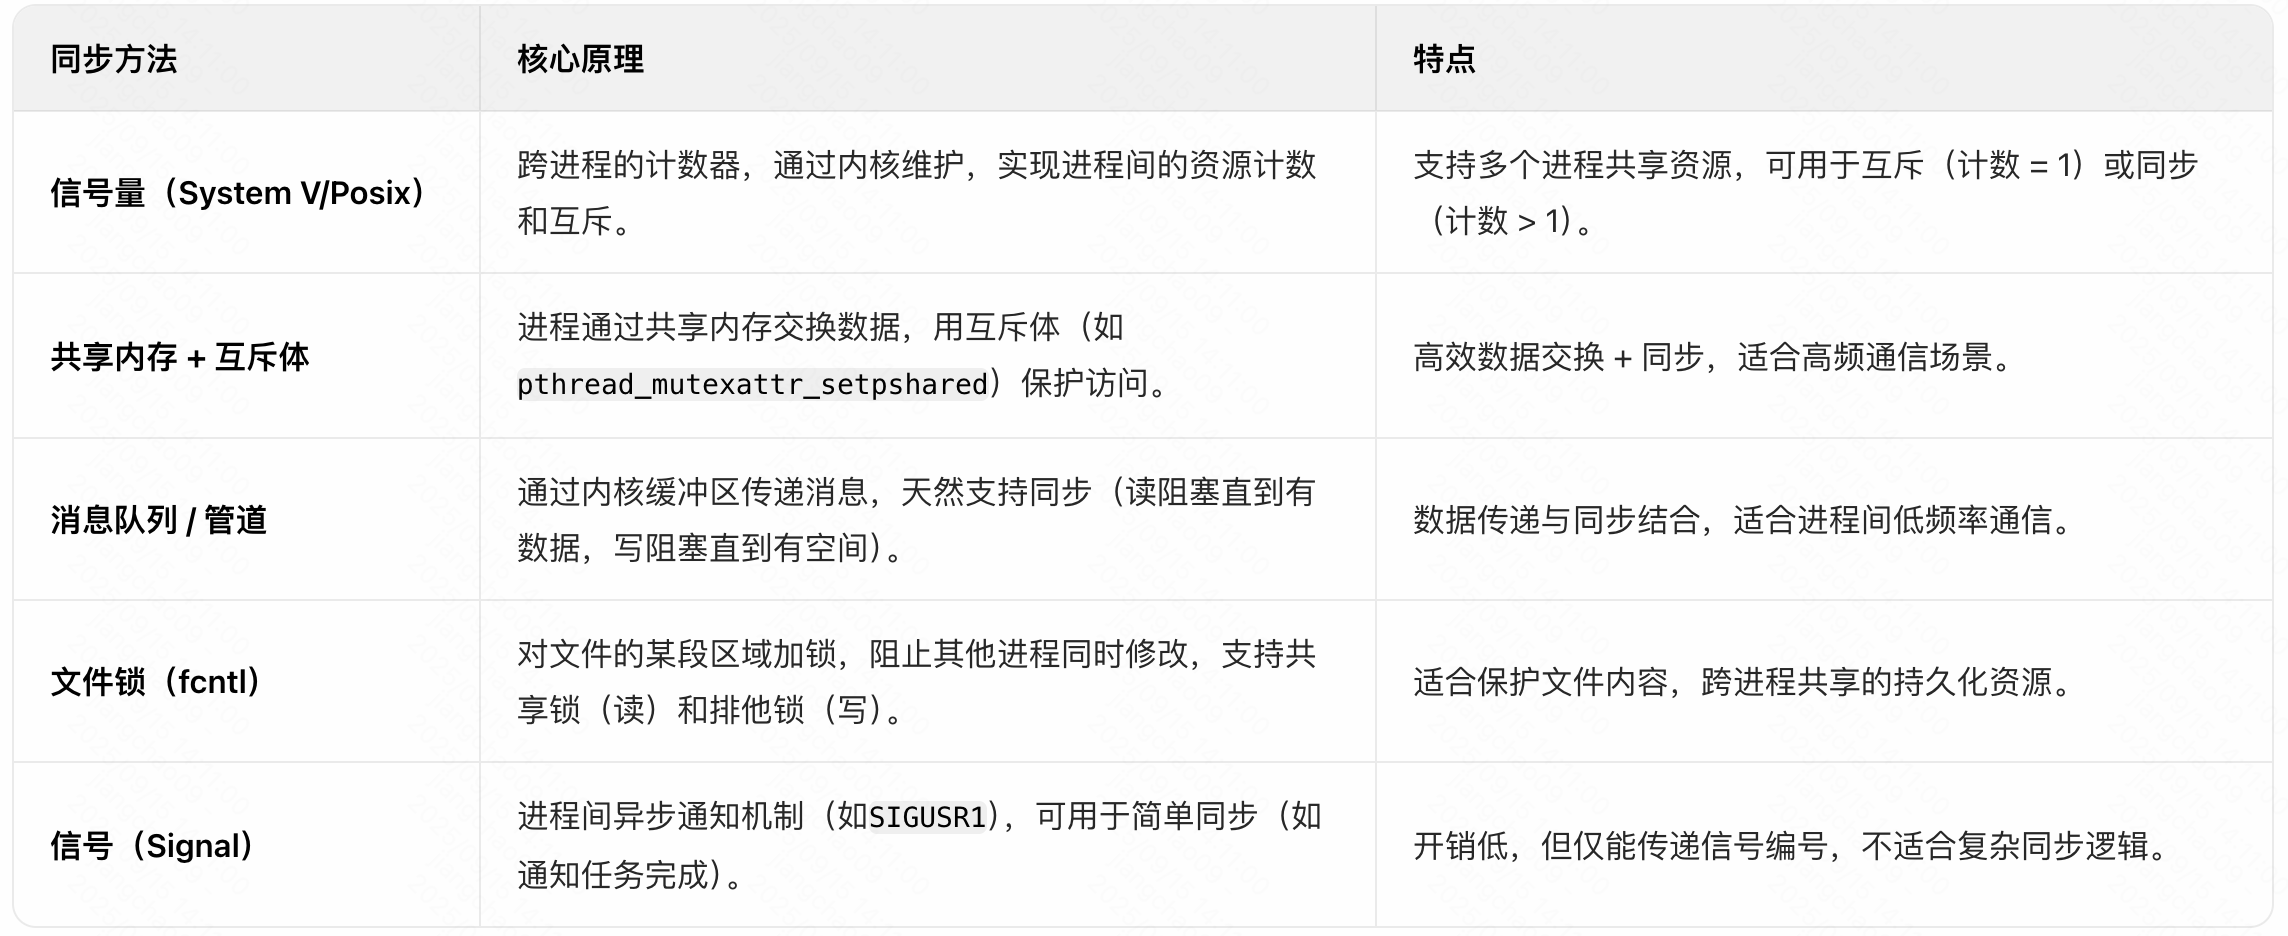 同步方法
核心原理
特点
信号量（System V/Posix）
跨进程的计数器，通过内核维护，实现进程间的资源计数
和互斥。
支持多个进程共享资源，可用于互斥（计数 = 1）或同步
（计数 > 1）。
共享内存 + 互斥体
进程通过共享内存交换数据，用互斥体（如
pthread_mutexattr_setpshared）保护访问。
高效数据交换 + 同步，适合高频通信场景。
消息队列 / 管道
通过内核缓冲区传递消息，天然支持同步（读阻塞直到有
数据，写阻塞直到有空间）。
数据传递与同步结合，适合进程间低频率通信。
文件锁（fcntl）
对文件的某段区域加锁，阻止其他进程同时修改，支持共
享锁（读）和排他锁（写）。
适合保护文件内容，跨进程共享的持久化资源。
信号（Signal）
进程间异步通知机制（如SIGUSR1），可用于简单同步（如
通知任务完成）。
开销低，但仅能传递信号编号，不适合复杂同步逻辑。